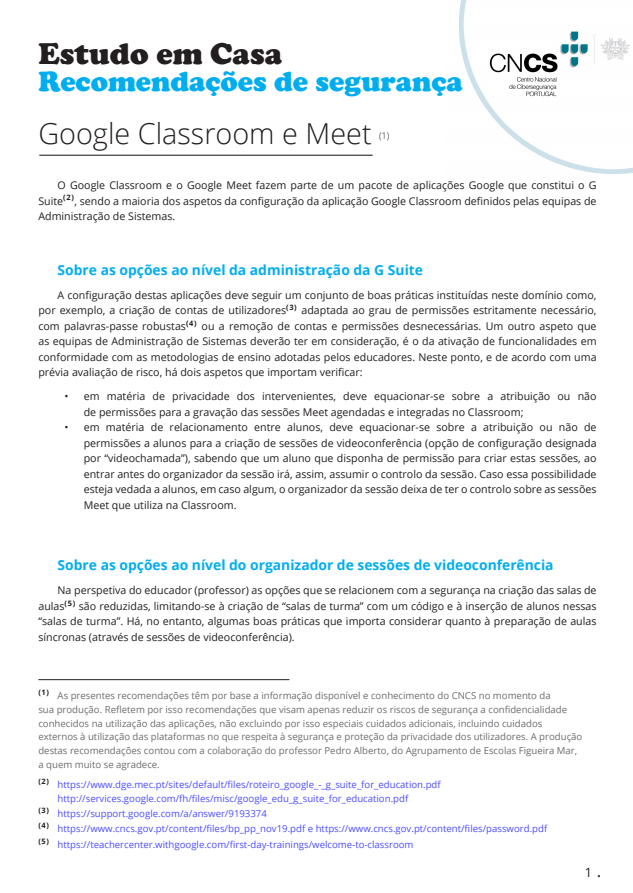 Estudo em Casa
Recomendações de segurança
CNCS
Centro Nacional
de Cibersegurança
PORTUGAL
Google Classroom e Meet (1)
O Google Classroom e o Google Meet fazem parte de um pacote de aplicações Google que constitui o G
Suite(2), sendo a maioria dos aspetos da configuração da aplicação Google Classroom definidos pelas equipas de
Administração de Sistemas.
Sobre as opções ao nível da administração da G Suite
A configuração destas aplicações deve seguir um conjunto de boas práticas instituídas neste domínio como,
por exemplo, a criação de contas de utilizadores(3) adaptada ao grau de permissões estritamente necessário,
com palavras-passe robustas(4) ou a remoção de contas e permissões desnecessárias. Um outro aspeto que
as equipas de Administração de Sistemas deverão ter em consideração, é o da ativação de funcionalidades em
conformidade com as metodologias de ensino adotadas pelos educadores. Neste ponto, e de acordo com uma
prévia avaliação de risco, há dois aspetos que importam verificar:
• em matéria de privacidade dos intervenientes, deve equacionar-se sobre a atribuição ou não
de permissões para a gravação das sessões Meet agendadas e integradas no Classroom;
• em matéria de relacionamento entre alunos, deve equacionar-se sobre a atribuição ou não de
permissões a alunos para a criação de sessões de videoconferência (opção de configuração designada
por “videochamada”), sabendo que um aluno que disponha de permissão para criar estas sessões, ao
entrar antes do organizador da sessão irá, assim, assumir o controlo da sessão. Caso essa possibilidade
esteja vedada a alunos, em caso algum, o organizador da sessão deixa de ter o controlo sobre as sessões
Meet que utiliza na Classroom.
Sobre as opções ao nível do organizador de sessões de videoconferência
Na perspetiva do educador (professor) as opções que se relacionem com a segurança na criação das salas de
aulas(5) são reduzidas, limitando-se à criação de “salas de turma” com um código e à inserção de alunos nessas
“salas de turma”. Há, no entanto, algumas boas práticas que importa considerar quanto à preparação de aulas
síncronas (através de sessões de videoconferência).
(1) As presentes recomendações têm por base a informação disponível e conhecimento do CNCS no momento da
sua produção. Refletem por isso recomendações que visam apenas reduzir os riscos de segurança a confidencialidade
conhecidos na utilização das aplicações, não excluindo por isso especiais cuidados adicionais, incluindo cuidados
externos à utilização das plataformas no que respeita à segurança e proteção da privacidade dos utilizadores. A produção
destas recomendações contou com a colaboração do professor Pedro Alberto, do Agrupamento de Escolas Figueira Mar,
a quem muito se agradece.
(2) https://www.dge.mec.pt/sites/default/files/roteiro_google_-_g_suite_for_education.pdf
http://services.google.com/fh/files/misc/google_edu_g_suite_for_education.pdf
(3) https://support.google.com/a/answer/9193374
(4) https://www.cncs.gov.pt/content/files/bp_pp_nov19.pdf e https://www.cncs.gov.pt/content/files/password.pdf
(5) https://teachercenter.withgoogle.com/first-day-trainings/welcome-to-classroom
1 .